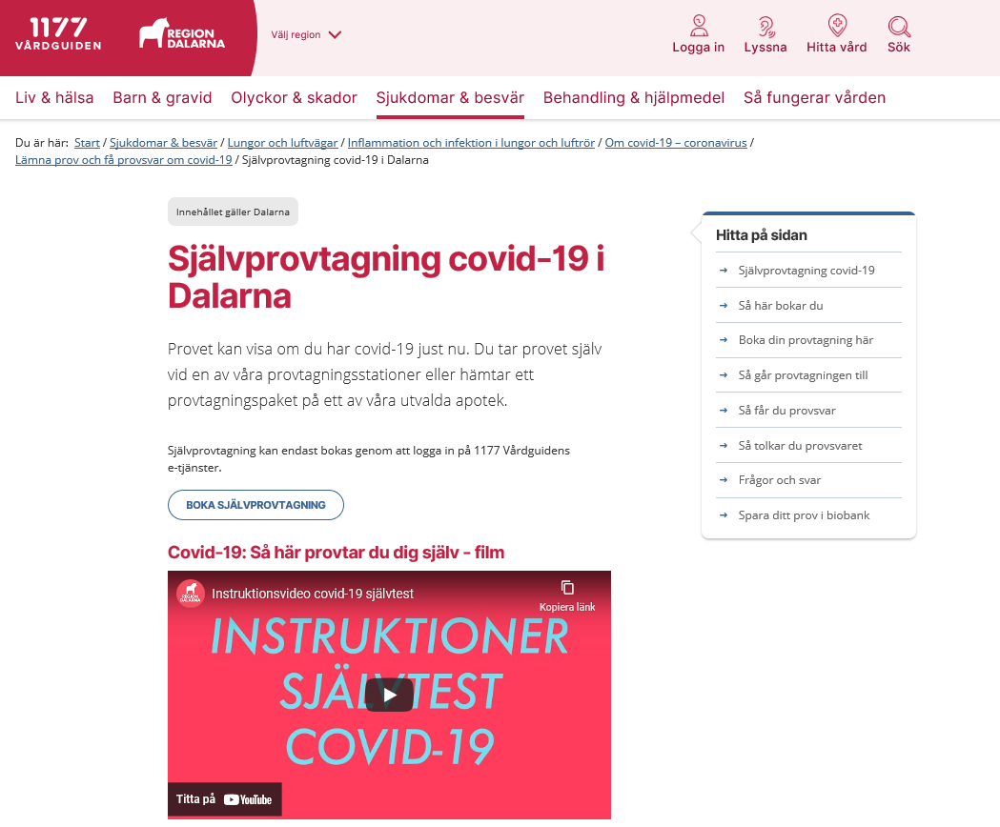 1177
VÅRDGUIDEN
REGION
DALARNA
Välj region
Logga in
Lyssna
Hitta vård
Sök
Liv & hälsa
Barn & gravid
Olyckor & skador
Sjukdomar & besvär
Behandling & hjälpmedel
Så fungerar vården
Du är här: Start / Sjukdomar & besvär / Lungor och luftvägar / Inflammation och infektion i lungor och luftrör / Om covid-19 – coronavirus /
Lämna prov och få provsvar om covid-19 / Självprovtagning covid-19 i Dalarna
Innehållet gäller Dalarna
Självprovtagning covid-19 i
Dalarna
Provet kan visa om du har covid-19 just nu. Du tar provet själv
vid en av våra provtagningsstationer eller hämtar ett
provtagningspaket på ett av våra utvalda apotek.
Självprovtagning kan endast bokas genom att logga in på 1177 Vårdguidens
e-tjänster.
BOKA SJÄLVPROVTAGNING
Covid-19: Så här provtar du dig själv - film
REGION
DALARNA
Instruktionsvideo covid-19 självtest
Kopiera länk
INSTRUKTIONER
SJÄLVTEST
COVID-19
Titta på YouTube
Hitta på sidan
Självprovtagning covid-19
Så här bokar du
Boka din provtagning här
Så går provtagningen till
Så får du provsvar
Så tolkar du provsvaret
Frågor och svar
Spara ditt prov i biobank